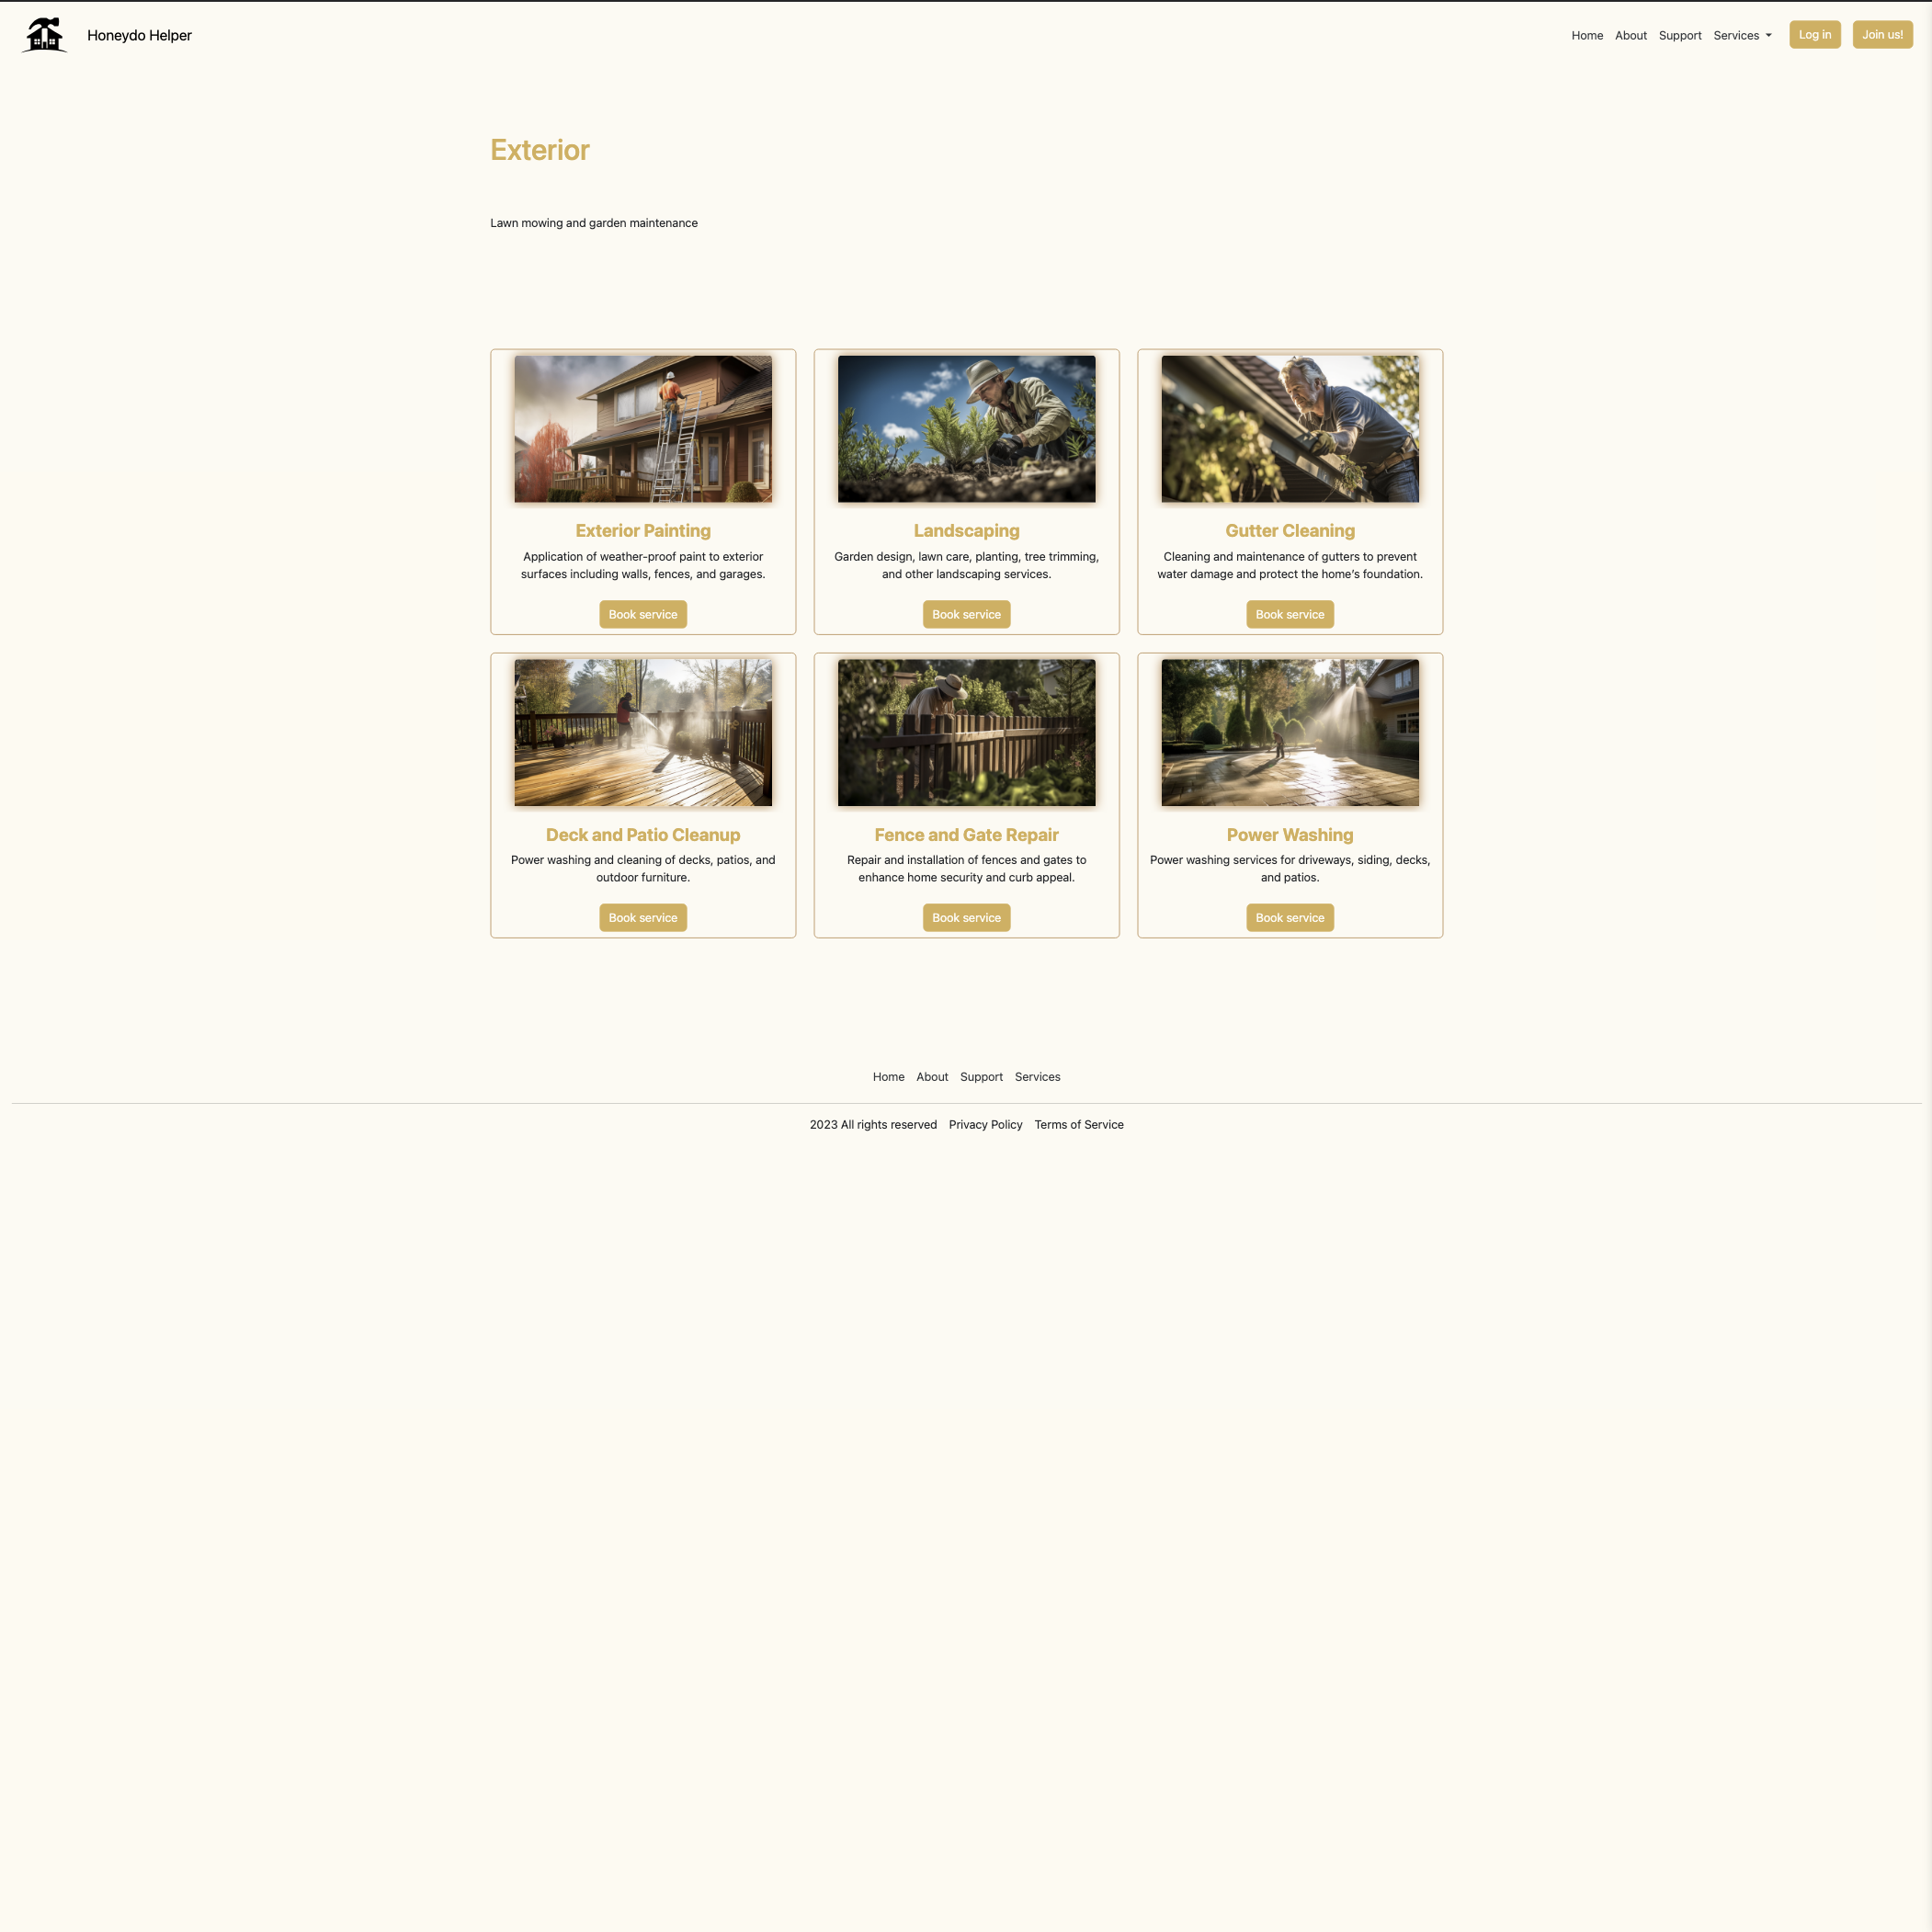 Honeydo Helper
Home About Support Services Log in Join us!
Exterior
Lawn mowing and garden maintenance
Exterior Painting
Application of weather-proof paint to exterior
surfaces including walls, fences, and garages.
Book service
Landscaping
Garden design, lawn care, planting, tree trimming,
and other landscaping services.
Book service
Gutter Cleaning
Cleaning and maintenance of gutters to prevent
water damage and protect the home's foundation.
Book service
Deck and Patio Cleanup
Power washing and cleaning of decks, patios, and
outdoor furniture.
Book service
Fence and Gate Repair
Repair and installation of fences and gates to
enhance home security and curb appeal.
Book service
Power Washing
Power washing services for driveways, siding, decks,
and patios.
Book service
Home About Support Services
2023 All rights reserved Privacy Policy Terms of Service